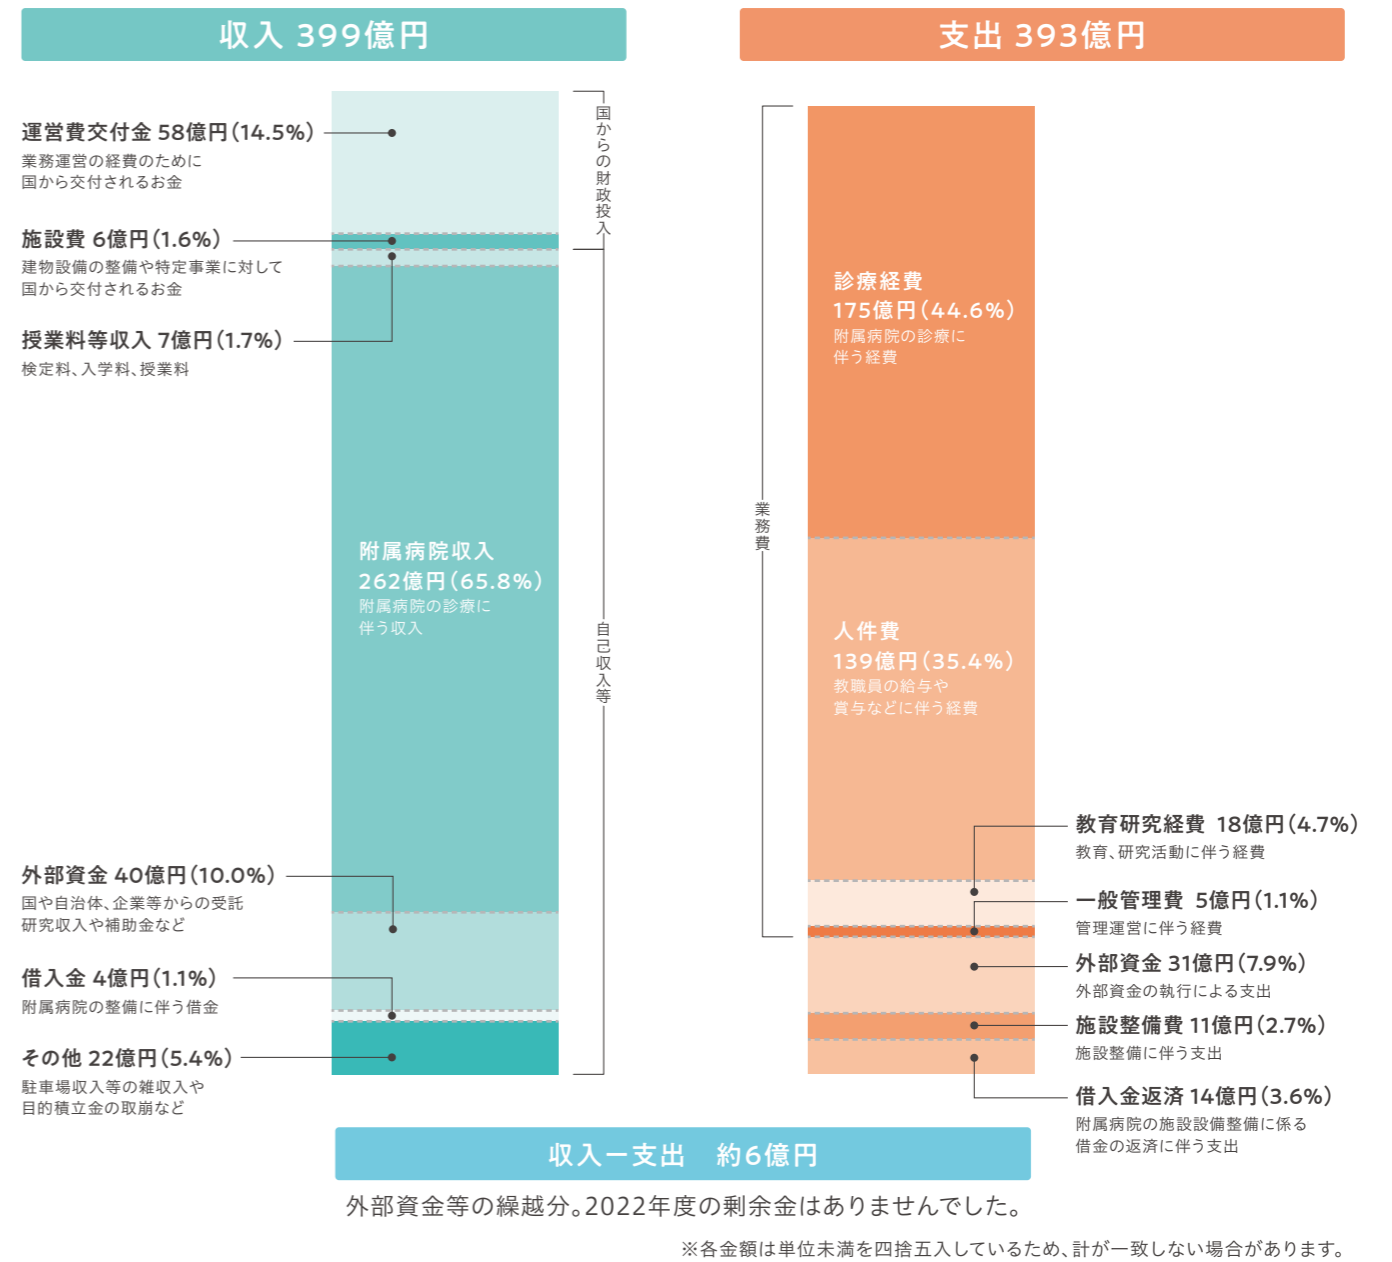 収入 399億円
運営費交付金 58億円(14.5%)
業務運営の経費のために
国から交付されるお金
施設費 6億円(1.6%)
建物設備の整備や特定事業に対して
国から交付されるお金
授業料等収入 7億円(1.7%)
検定料、入学料、授業料
附属病院収入
262億円(65.8%)
附属病院の診療に
伴う収入
外部資金 40億円(10.0%)
国や自治体、企業等からの受託
研究収入や補助金など
借入金 4億円(1.1%)
附属病院の整備に伴う借金
その他 22億円(5.4%)
駐車場収入等の雑収入や
目的積立金の取崩など
国からの財政投入
自己収入等
支出 393億円
業務費
診療経費
175億円(44.6%)
附属病院の診療に
伴う経費
人件費
139億円(35.4%)
教職員の給与や
賞与などに伴う経費
教育研究経費 18億円(4.7%)
教育、研究活動に伴う経費
一般管理費 5億円(1.1%)
管理運営に伴う経費
外部資金 31億円(7.9%)
外部資金の執行による支出
施設整備費 11億円(2.7%)
施設整備に伴う支出
借入金返済 14億円(3.6%)
附属病院の施設設備整備に係る
借金の返済に伴う支出
収入ー支出　約6億円
外部資金等の繰越分。2022年度の剰余金はありませんでした。
※各金額は単位未満を四捨五入しているため、計が一致しない場合があります。